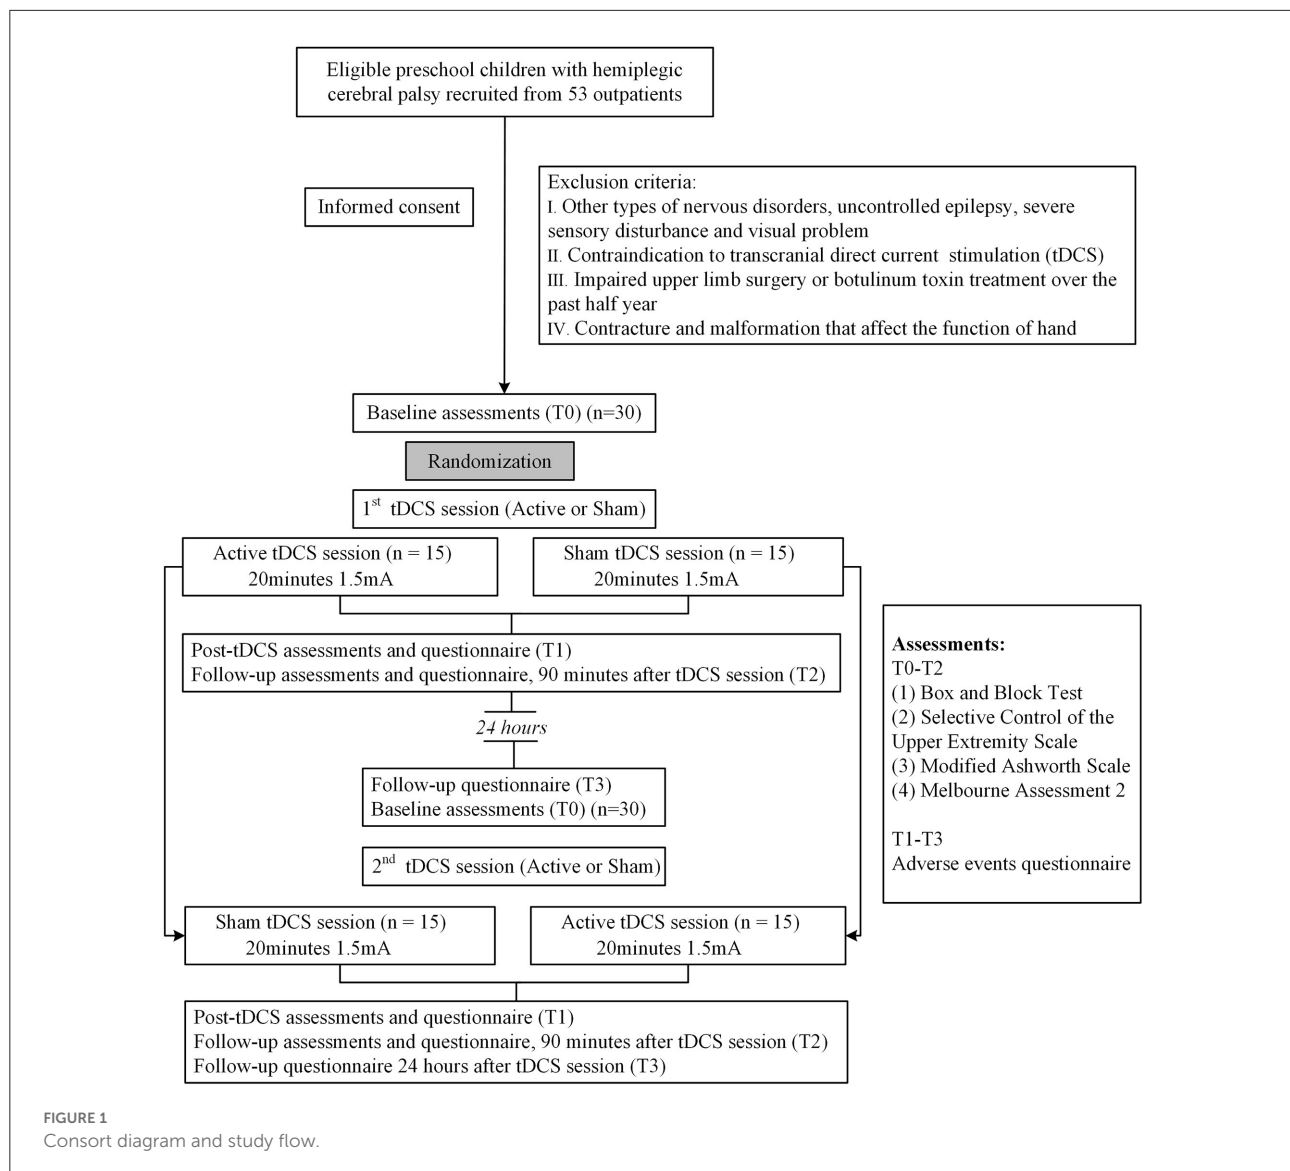 Eligible preschool children with hemiplegic
cerebral palsy recruited from 53 outpatients
Informed consent
Exclusion criteria:
I. Other types of nervous disorders, uncontrolled epilepsy, severe
sensory disturbance and visual problem
II. Contraindication to transcranial direct current stimulation (tDCS)
III. Impaired upper limb surgery or botulinum toxin treatment over the
past half year
IV. Contracture and malformation that affect the function of hand
Baseline assessments (T0) (n=30)
Randomization
1st tDCS session (Active or Sham)
Active tDCS session (n = 15)
20minutes 1.5mA
Sham tDCS session (n = 15)
20minutes 1.5mA
Post-tDCS assessments and questionnaire (T1)
Follow-up assessments and questionnaire, 90 minutes after tDCS session (T2)
24 hours
Follow-up questionnaire (T3)
Baseline assessments (T0) (n=30)
2nd tDCS session (Active or Sham)
Sham tDCS session (n = 15)
20minutes 1.5mA
Active tDCS session (n = 15)
20minutes 1.5mA
Post-tDCS assessments and questionnaire (T1)
Follow-up assessments and questionnaire, 90 minutes after tDCS session (T2)
Follow-up questionnaire 24 hours after tDCS session (T3)
Assessments:
T0-T2
(1) Box and Block Test
(2) Selective Control of the
Upper Extremity Scale
(3) Modified Ashworth Scale
(4) Melbourne Assessment 2
T1-T3
Adverse events questionnaire
FIGURE 1
Consort diagram and study flow.